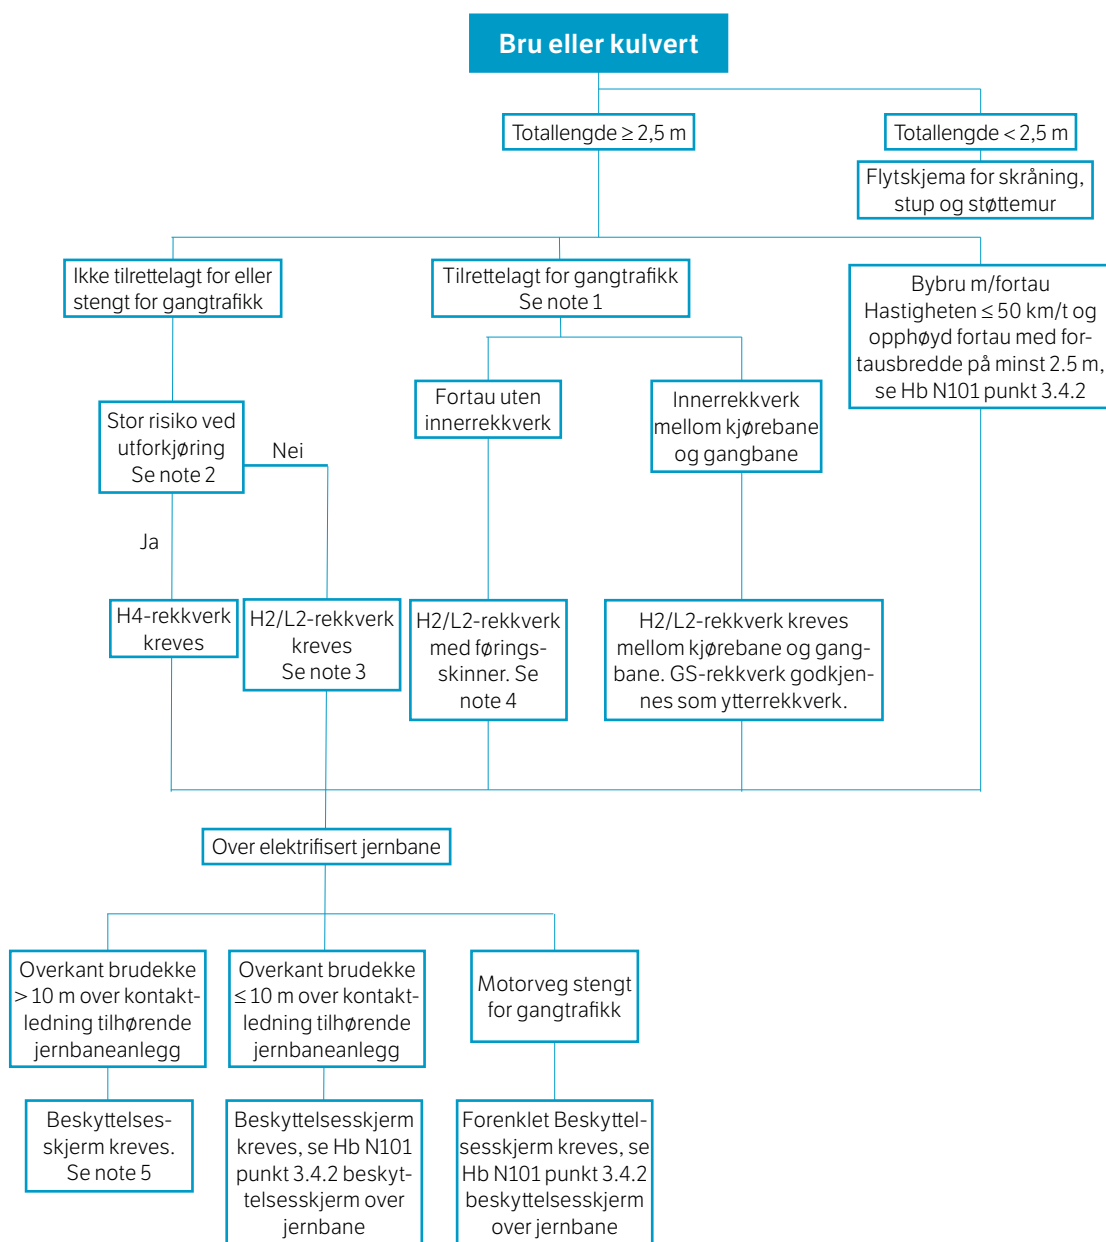 Bru eller kulvert
Totallengde ≥ 2,5 m
Totallengde < 2,5 m
Flytskjema for skråning,
stup og støttemur
Ikke tilrettelagt for eller
stengt for gangtrafikk
Tilrettelagt for gangtrafikk
Se note 1
Bybru m/fortau
Hastigheten ≤ 50 km/t og
opphøyd fortau med for-
tausbredde på minst 2.5 m,
se Hb N101 punkt 3.4.2
Stor risiko ved
utforkjøring
Se note 2
Nei
Ja
Fortau uten
innerrekkverk
Innerrekkverk
mellom kjørebane
og gangbane
H4-rekkverk
kreves
H2/L2-rekkverk
kreves
Se note 3
H2/L2-rekkverk
med førings-
skinner. Se
note 4
H2/L2-rekkverk kreves
mellom kjørebane og gang-
bane. GS-rekkverk godkjen-
nes som ytterrekkverk.
Over elektrifisert jernbane
Overkant brudekke
> 10 m over kontakt-
ledning tilhørende
jernbaneanlegg
Overkant brudekke
≤ 10 m over kontakt-
ledning tilhørende
jernbaneanlegg
Motorveg stengt
for gangtrafikk
Beskyttelses-
skjerm kreves.
Se note 5
Beskyttelsesskjerm
kreves, se Hb N101
punkt 3.4.2 beskyt-
telsesskjerm over
jernbane
Forenklet Beskyttel-
sesskjerm kreves, se
Hb N101 punkt 3.4.2
beskyttelsesskjerm
over jernbane